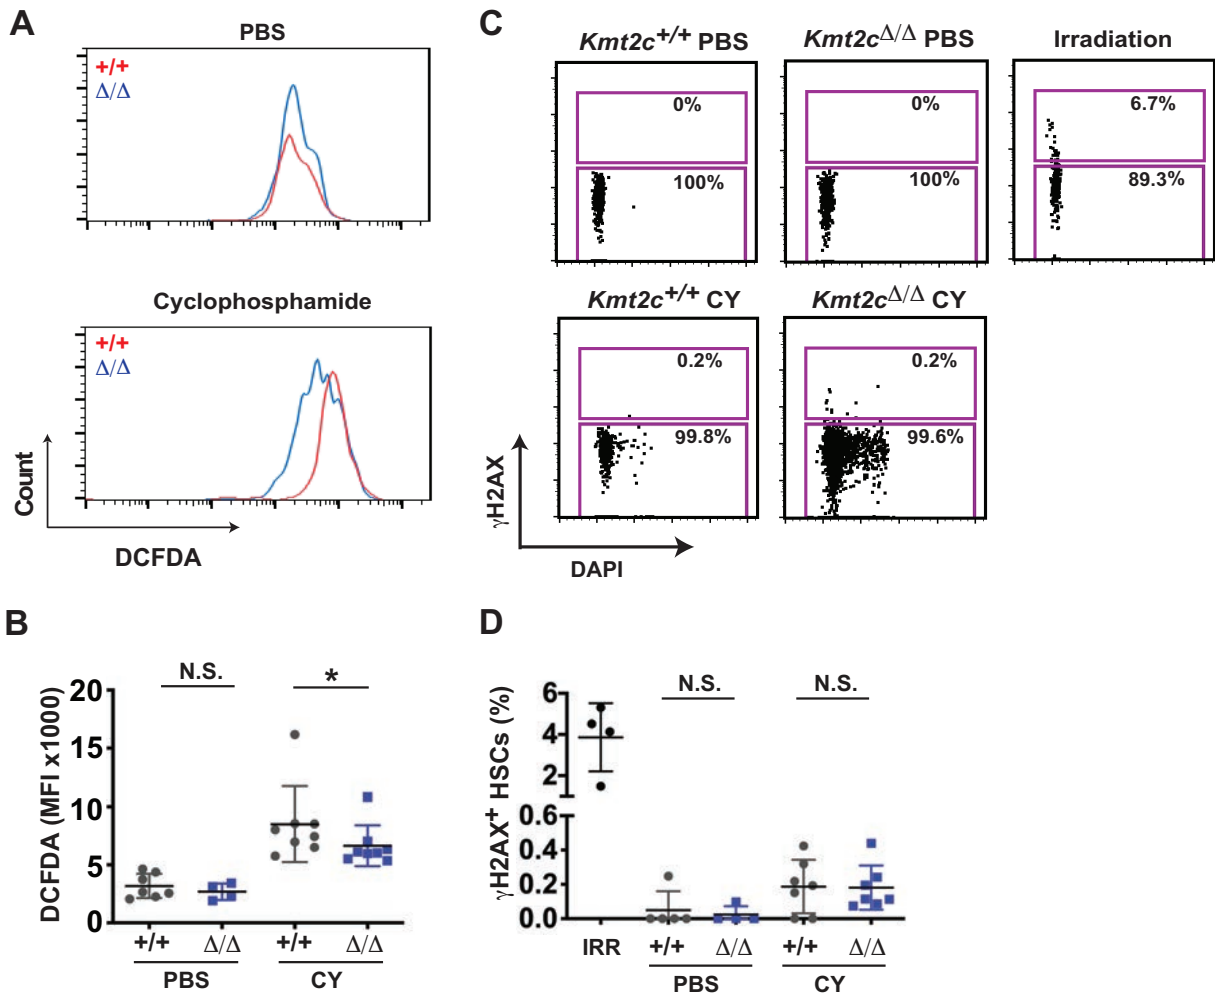 A
PBS
+/+
Δ/Δ
Cyclophosphamide
+/+
Δ/Δ
Count
DCFDA
C
Kmt2c+/+ PBS
Kmt2cΔ/Δ PBS
Irradiation
0%
100%
0%
100%
6.7%
89.3%
Kmt2c+/+ CY
Kmt2cΔ/Δ CY
0.2%
99.8%
0.2%
99.6%
γH2AX
DAPI
B
N.S.
*
DCFDA (MFI x1000)
20
15
10
5
0
+/+
Δ/Δ
+/+
Δ/Δ
PBS
CY
D
N.S.
N.S.
γH2AX+ HSCs (%)
6
4
2
0.6
0.4
0.2
0.0
IRR
+/+
Δ/Δ
+/+
Δ/Δ
PBS
CY